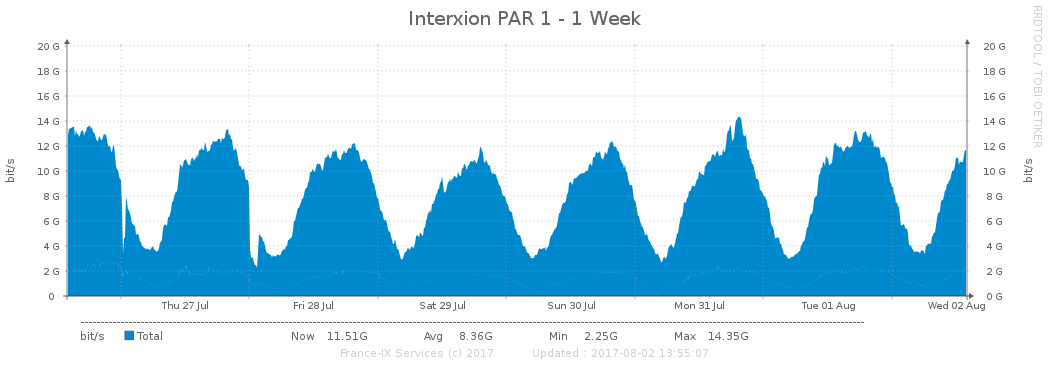 Interxion PAR 1 - 1 Week
RRDTOOL / TOBI OETIKER
20 G 20 G
18 G 18 G
16 G 16 G
14 G 14 G
12 G 12 G
10 G 10 G
8 G 8 G
6 G 6 G
4 G 4 G
2 G 2 G
0 0 G
bit/s
bit/s
Thu 27 Jul Fri 28 Jul Sat 29 Jul Sun 30 Jul Mon 31 Jul Tue 01 Aug Wed 02 Aug
bit/s Total Now 11.51G Avg 8.36G Min 2.25G Max 14.35G
France-IX Services (c) 2017 Updated : 2017-08-02 13:55:07